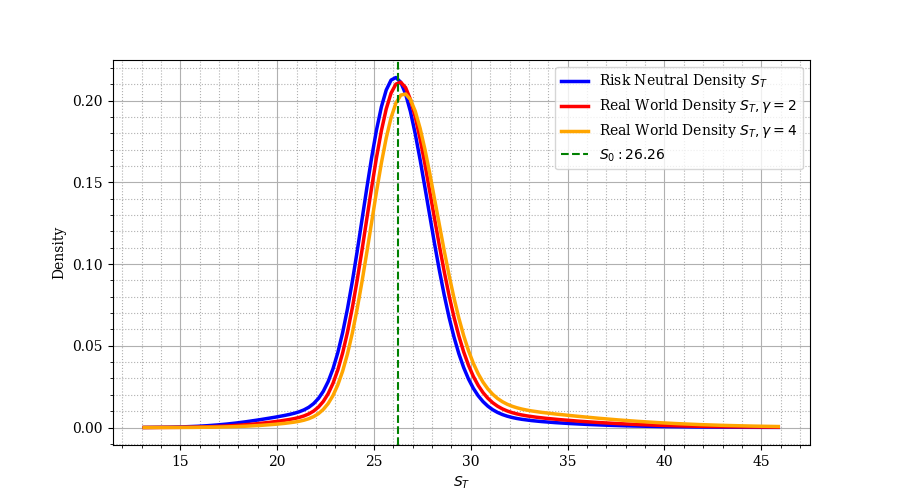 Risk Neutral Density $S_T$
Real World Density $S_T, \gamma = 2$
Real World Density $S_T, \gamma = 4$
$S_0 : 26.26$
Density
0.20
0.15
0.10
0.05
0.00
15 20 25 30 35 40 45
$S_T$